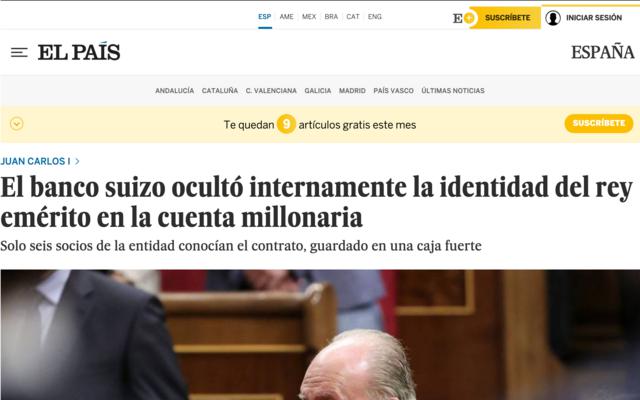 ESP AME MEX BRA CAT ENG
E+ SUSCRÍBETE INICIAR SESIÓN
EL PAÍS
ESPAÑA
ANDALUCÍA CATALUÑA C. VALENCIANA GALICIA MADRID PAÍS VASCO ÚLTIMAS NOTICIAS
Te quedan 9 artículos gratis este mes SUSCRÍBETE
JUAN CARLOS I >
El banco suizo ocultó internamente la identidad del rey
emérito en la cuenta millonaria
Solo seis socios de la entidad conocían el contrato, guardado en una caja fuerte